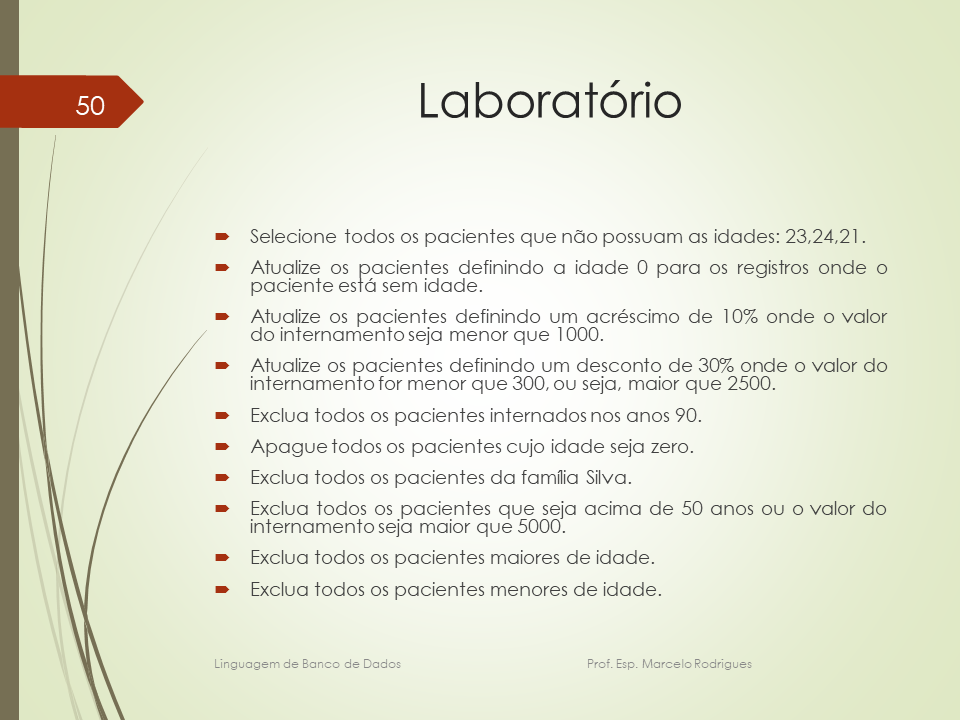 50
Laboratório
Selecione todos os pacientes que não possuam as idades: 23,24,21.
Atualize os pacientes definindo a idade 0 para os registros onde o
paciente está sem idade.
Atualize os pacientes definindo um acréscimo de 10% onde o valor
do internamento seja menor que 1000.
Atualize os pacientes definindo um desconto de 30% onde o valor do
internamento for menor que 300, ou seja, maior que 2500.
Exclua todos os pacientes internados nos anos 90.
Apague todos os pacientes cujo idade seja zero.
Exclua todos os pacientes da família Silva.
Exclua todos os pacientes que seja acima de 50 anos ou o valor do
internamento seja maior que 5000.
Exclua todos os pacientes maiores de idade.
Exclua todos os pacientes menores de idade.
Linguagem de Banco de Dados Prof. Esp. Marcelo Rodrigues